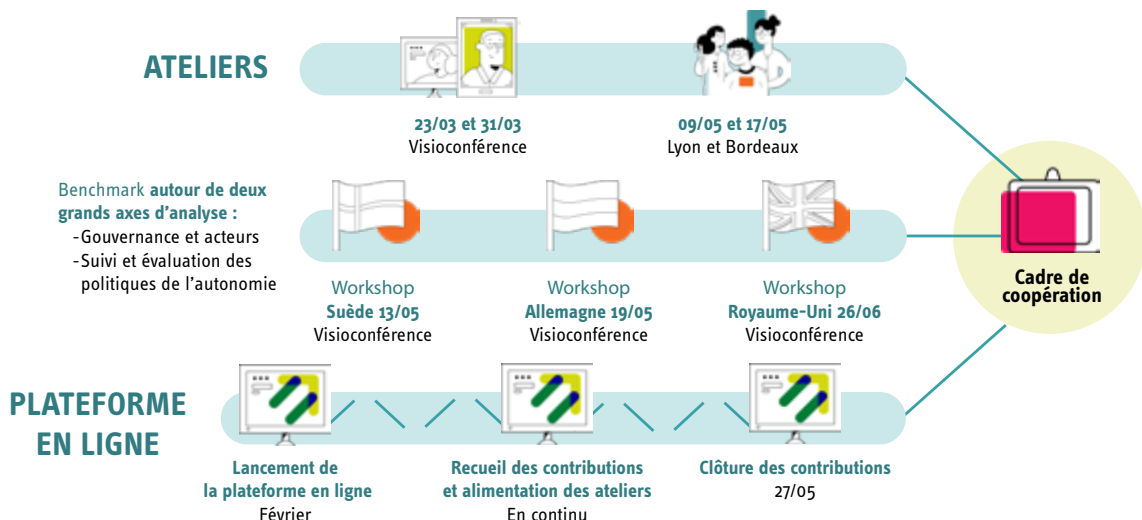 ATELIERS
23/03 et 31/03
Visioconférence
09/05 et 17/05
Lyon et Bordeaux
Benchmark autour de deux
grands axes d'analyse :
-Gouvernance et acteurs
-Suivi et évaluation des
politiques de l'autonomie
Workshop
Suède 13/05
Visioconférence
Workshop
Allemagne 19/05
Visioconférence
Workshop
Royaume-Uni 26/06
Visioconférence
Cadre de
coopération
PLATEFORME
EN LIGNE
Lancement de
la plateforme en ligne
Février
Recueil des contributions
et alimentation des ateliers
En continu
Clôture des contributions
27/05